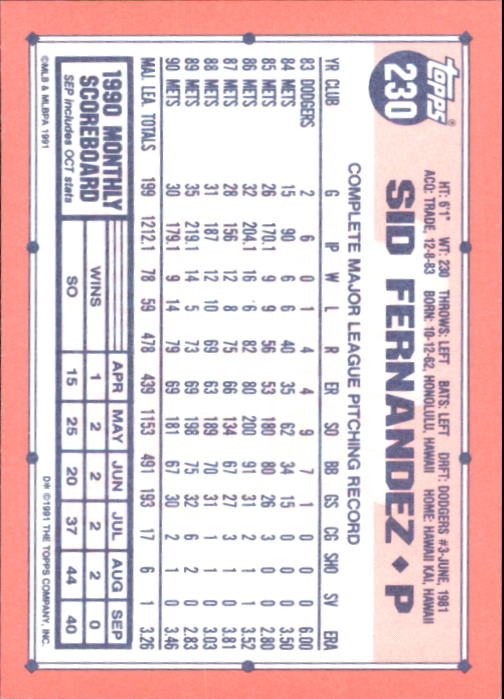 TOPPS®
230
HT: 6'1" WT: 230 THROWS: LEFT BATS: LEFT DRFT: DODGERS #3-JUNE, 1981
ACQ: TRADE, 12-8-83 BORN: 10-12-62, HONOLULU, HAWAII HOME: HAWAII KAI, HAWAII
SID FERNANDEZ ♦ P
COMPLETE MAJOR LEAGUE PITCHING RECORD
YR CLUB G IP W L R ER SO BB GS CG SHO SV ERA
83 DODGERS 2 6 0 1 4 4 9 7 1 0 0 0 6.00
84 METS 15 90 6 6 40 35 62 34 15 0 0 0 3.50
85 METS 26 170.1 9 9 56 53 180 80 26 3 0 0 2.80
86 METS 32 204.1 16 6 82 80 200 91 31 2 1 1 3.52
87 METS 28 156 12 8 75 66 134 67 27 3 1 0 3.81
88 METS 31 187 12 10 69 63 189 70 31 1 1 0 3.03
89 METS 35 219.1 14 5 73 69 198 75 32 6 2 0 2.83
90 METS 30 179.1 9 14 79 69 181 67 30 2 1 0 3.46
MAJ. LEA. TOTALS 199 1212.1 78 59 478 439 1153 491 193 17 6 1 3.26
1990 MONTHLY
SCOREBOARD
SEP includes OCT stats
APR MAY JUN JUL AUG SEP
WINS 1 2 2 2 2 0
SO 15 25 20 37 44 40
©MLB & MLBPA 1991
D* ©1991 THE TOPPS COMPANY, INC.